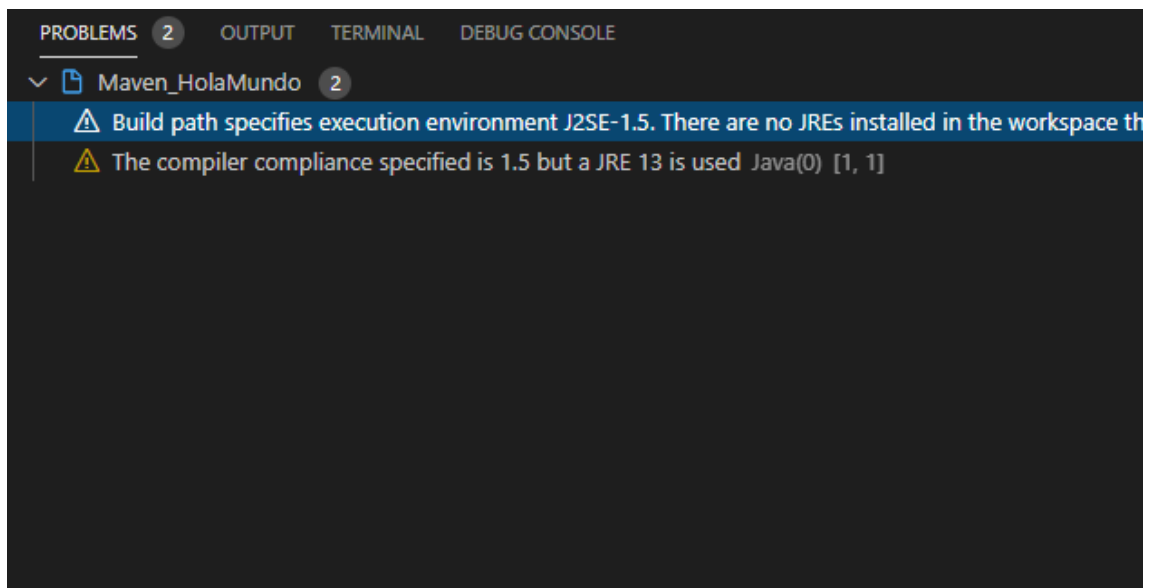 PROBLEMS 2 OUTPUT TERMINAL DEBUG CONSOLE
Maven_HolaMundo 2
Build path specifies execution environment J2SE-1.5. There are no JREs installed in the workspace th
The compiler compliance specified is 1.5 but a JRE 13 is used Java(0) [1, 1]